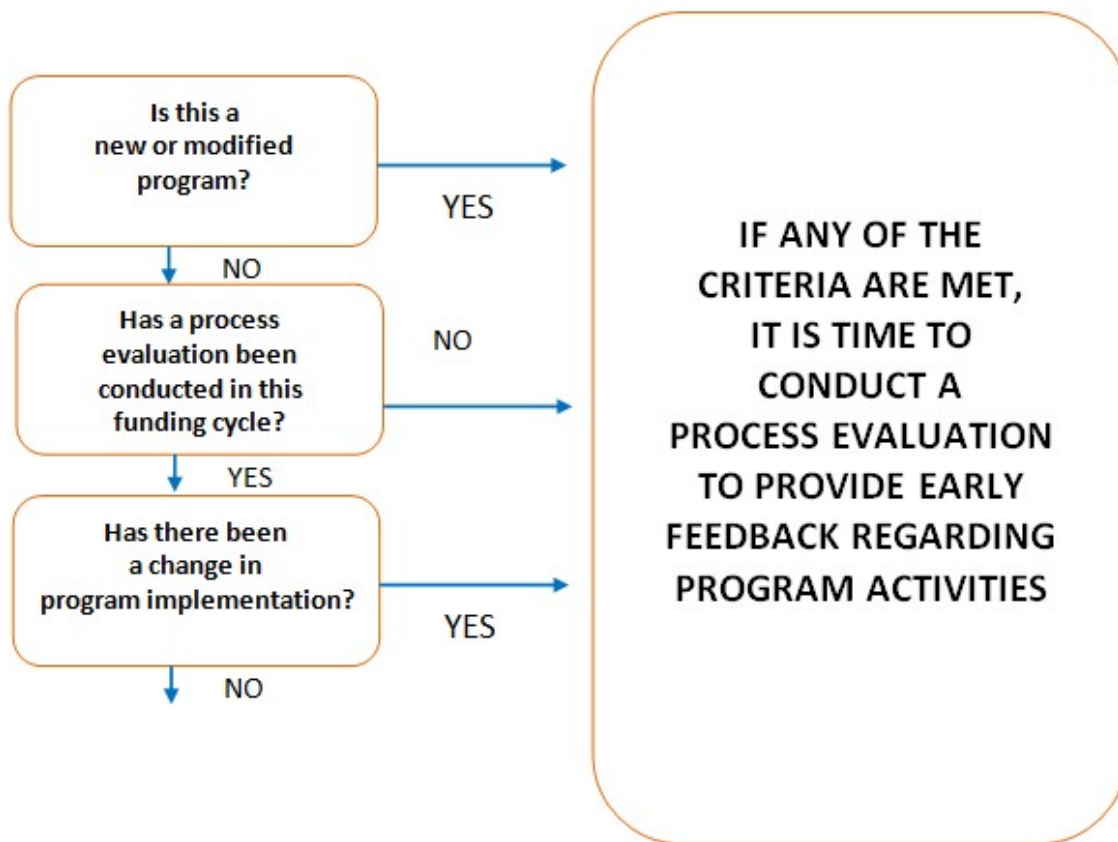 Is this a
new or modified
program?
YES
NO
Has a process
evaluation been
conducted in this
funding cycle?
NO
YES
Has there been
a change in
program implementation?
YES
NO
IF ANY OF THE
CRITERIA ARE MET,
IT IS TIME TO
CONDUCT A
PROCESS EVALUATION
TO PROVIDE EARLY
FEEDBACK REGARDING
PROGRAM ACTIVITIES